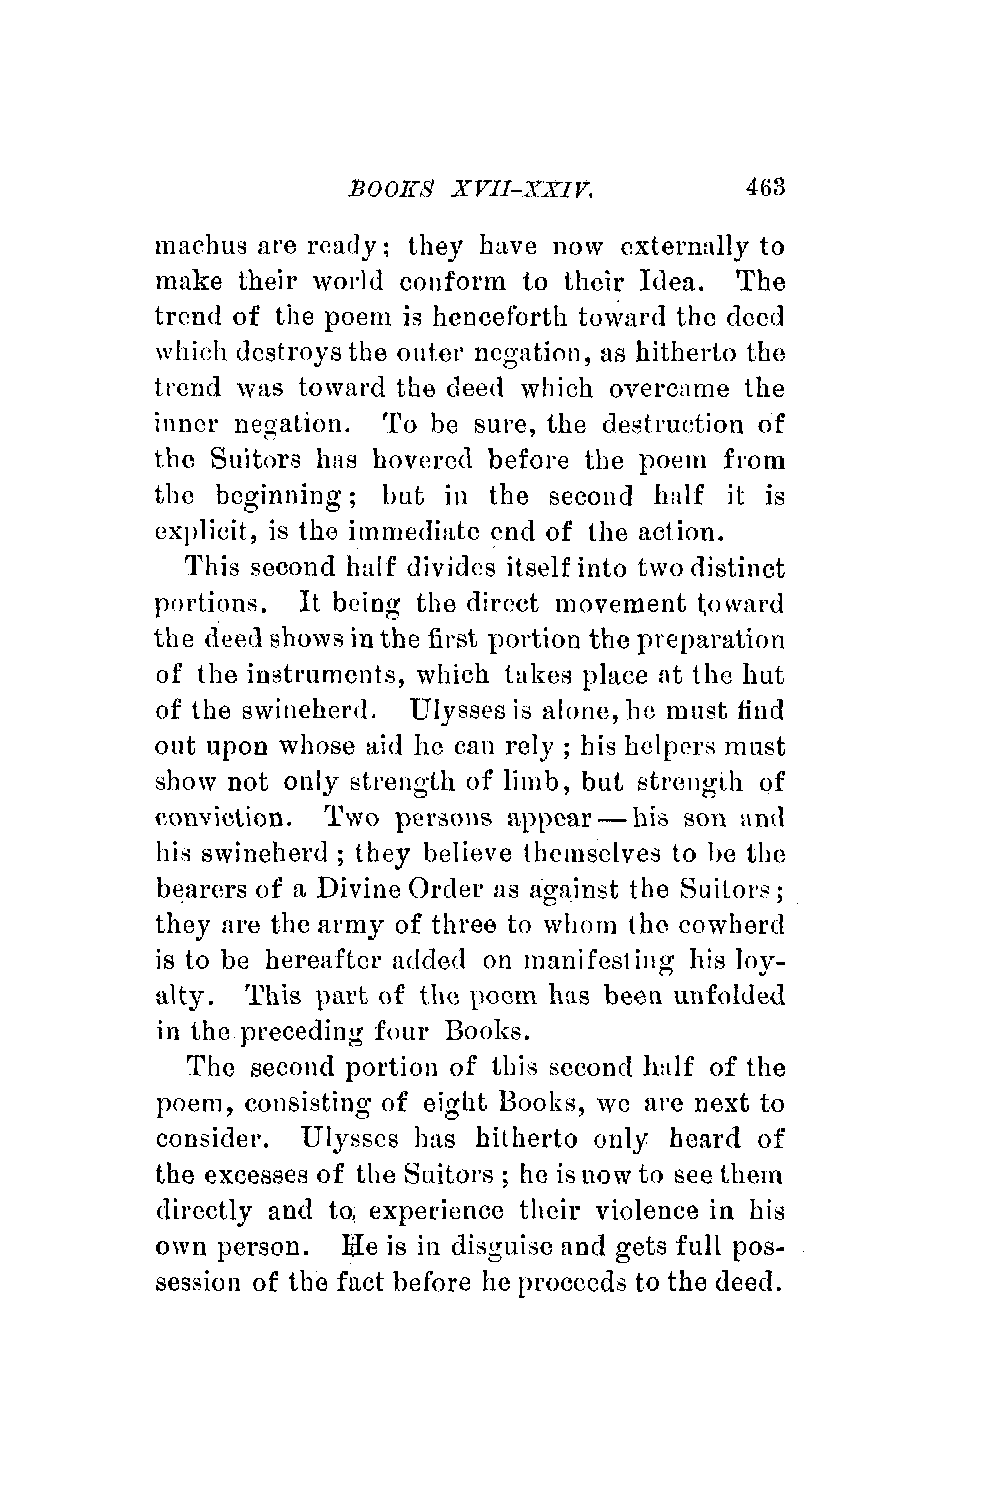 BOOKS XVII-XXIV. 463
machus are ready; they have now externally to
make their world conform to their Idea. The
trend of the poem is henceforth toward the deed
which destroys the outer negation, as hitherto the
trend was toward the deed which overcame the
inner negation. To be sure, the destruction of
the Suitors has hovered before the poem from
the beginning; but in the second half it is
explicit, is the immediate end of the action.
This second half divides itself into two distinct
portions. It being the direct movement toward
the deed shows in the first portion the preparation
of the instruments, which takes place at the hut
of the swineherd. Ulysses is alone, he must find
out upon whose aid he can rely; his helpers must
show not only strength of limb, but strength of
conviction. Two persons appear — his son and
his swineherd; they believe themselves to be the
bearers of a Divine Order as against the Suitors;
they are the army of three to whom the cowherd
is to be hereafter added on manifesting his loy-
alty. This part of the poem has been unfolded
in the preceding four Books.
The second portion of this second half of the
poem, consisting of eight Books, we are next to
consider. Ulysses has hitherto only heard of
the excesses of the Suitors; he is now to see them
directly and to experience their violence in his
own person. He is in disguise and gets full pos-
session of the fact before he proceeds to the deed.